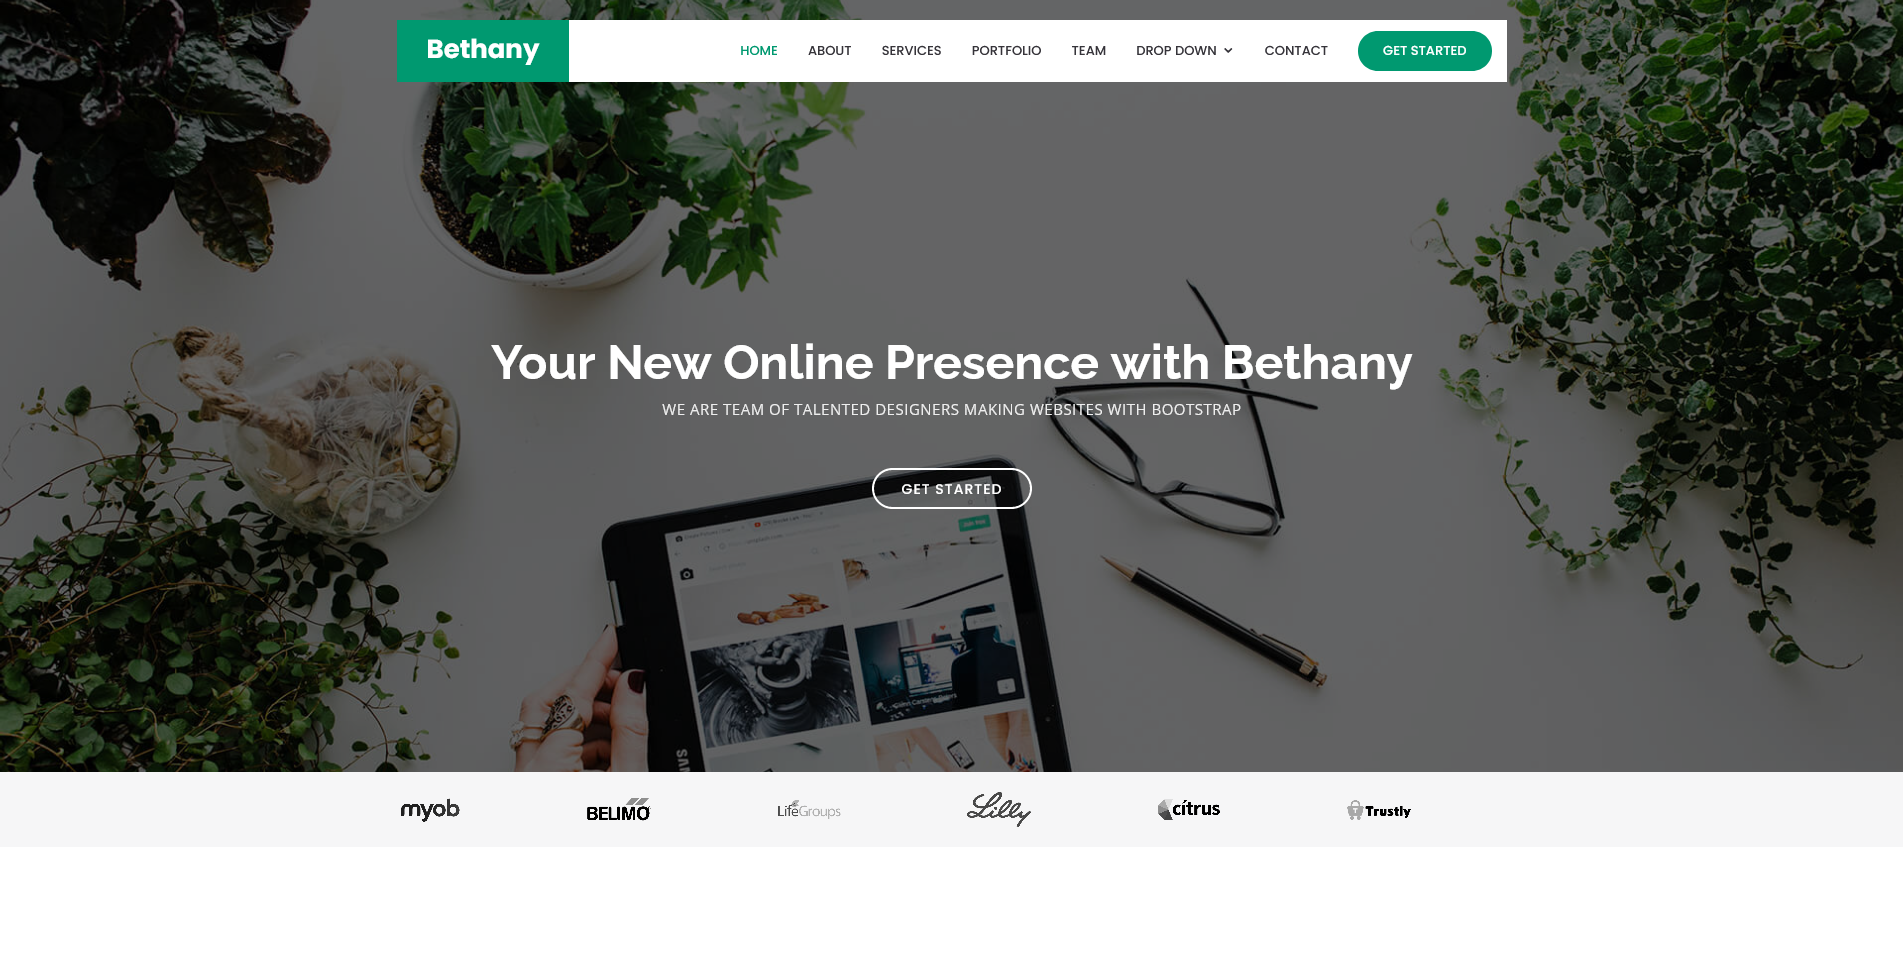 Bethany
HOME ABOUT SERVICES PORTFOLIO TEAM DROP DOWN CONTACT GET STARTED
Your New Online Presence with Bethany
WE ARE TEAM OF TALENTED DESIGNERS MAKING WEBSITES WITH BOOTSTRAP
GET STARTED
myob BELIMO LifeGroups Lilly citrus Trustly